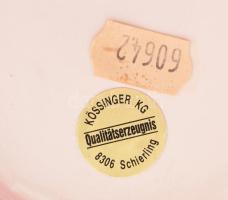 60642
KÖSSINGER KG
Qualitätserzeugnis
8306 Schierling